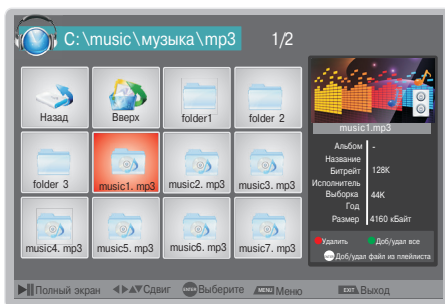 C:\music\музыка\mp3 1/2
Назад Вверх folder1 folder 2
folder 3 music1. mp3 music2. mp3 music3. mp3
music4. mp3 music5. mp3 music6. mp3 music7. mp3
music1.mp3
Альбом -
Название
Битрейт 128K
Исполнитель
Выборка 44K
Год
Размер 4160 кБайт
Удалить Доб/удал все
ENTER Доб/удал файл из плейлиста
Полный экран Сдвиг ENTER Выберите MENU Меню EXIT Выход